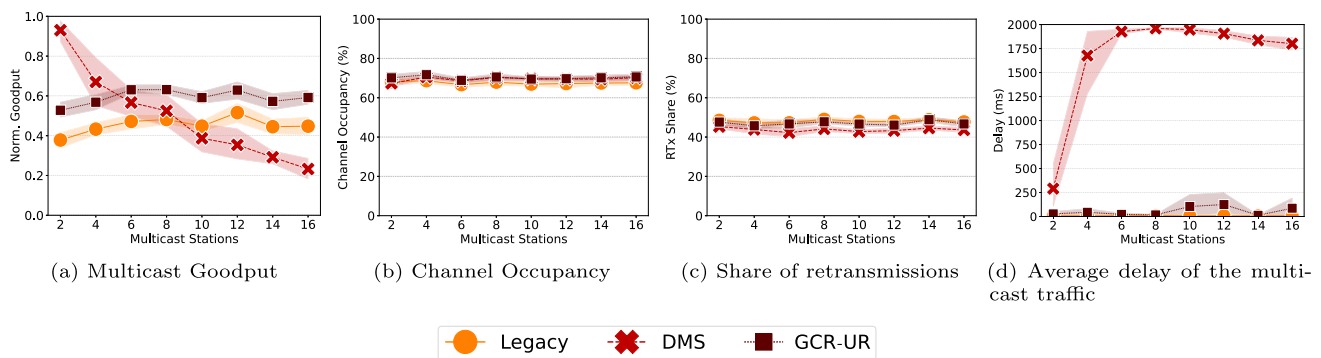 1.0
0.8
0.6
0.4
0.2
0.0
Norm. Goodput
2 4 6 8 10 12 14 16
Multicast Stations
(a) Multicast Goodput
100
80
60
40
20
0
Channel Occupancy (%)
2 4 6 8 10 12 14 16
Multicast Stations
(b) Channel Occupancy
100
80
60
40
20
0
RTx Share (%)
2 4 6 8 10 12 14 16
Multicast Stations
(c) Share of retransmissions
2000
1750
1500
1250
1000
750
500
250
0
Delay (ms)
2 4 6 8 10 12 14 16
Multicast Stations
(d) Average delay of the multi-
cast traffic
Legacy DMS GCR-UR